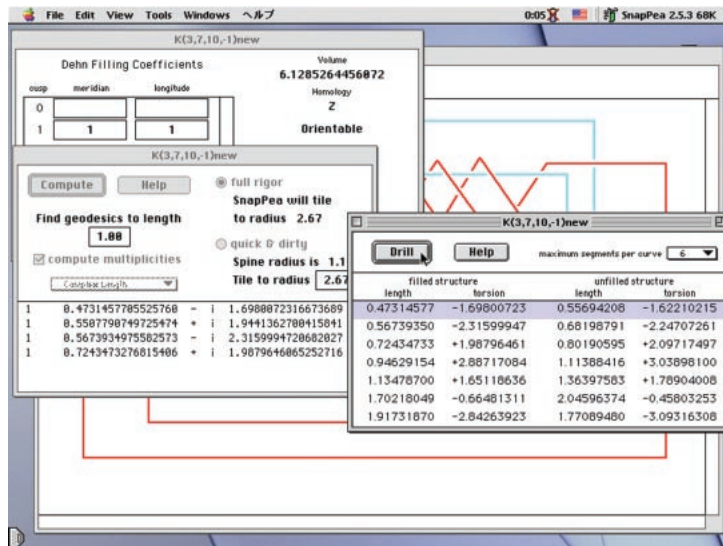 File Edit View Tools Windows ヘルプ 0:05 SnapPea 2.5.3 68K
K(3,7,10,-1)new
Dehn Filling Coefficients
cusp meridian longitude
0
1 1 1
Volume
6.1285264456072
Homology
Z
Orientable
K(3,7,10,-1)new
Compute Help
Find geodesics to length
1.00
compute multiplicities
Complex Length
full rigor
SnapPea will tile
to radius 2.67
quick & dirty
Spine radius is 1.1
Tile to radius 2.67
1 0.4731457705525760 - i 1.6980072316673689
1 0.5507790749725474 + i 1.9441362700415841
1 0.5673934975582573 - i 2.3159994720682027
1 0.7243473276815406 + i 1.9879646065252716
K(3,7,10,-1)new
Drill Help maximum segments per curve 6
filled structure unfilled structure
length torsion length torsion
0.47314577 -1.69800723 0.55694208 -1.62210215
0.56739350 -2.31599947 0.68198791 -2.24707261
0.72434733 +1.98796461 0.80190595 +2.09717497
0.94629154 +2.88717084 1.11388416 +3.03898100
1.13478700 +1.65118636 1.36397583 +1.78904008
1.70218049 -0.66481311 2.04596374 -0.45803253
1.91731870 -2.84263923 1.77089480 -3.09316308